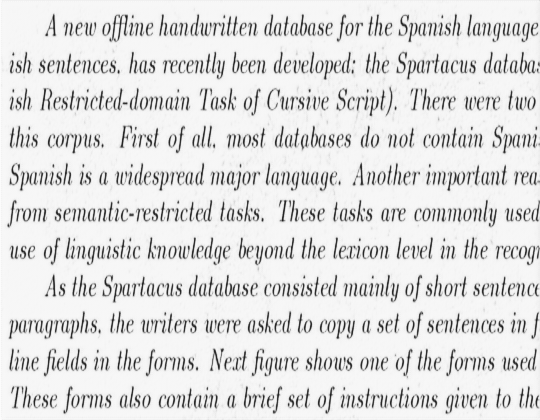 A new offline handwritten database for the Spanish language
ish sentences, has recently been developed: the Spartacus databas
ish Restricted-domain Task of Cursive Script). There were two
this corpus. First of all, most databases do not contain Spani
Spanish is a widespread major language. Another important rea
from semantic-restricted tasks. These tasks are commonly used
use of linguistic knowledge beyond the lexicon level in the recogn
As the Spartacus database consisted mainly of short sentence
paragraphs, the writers were asked to copy a set of sentences in f
line fields in the forms. Next figure shows one of the forms used
These forms also contain a brief set of instructions given to the